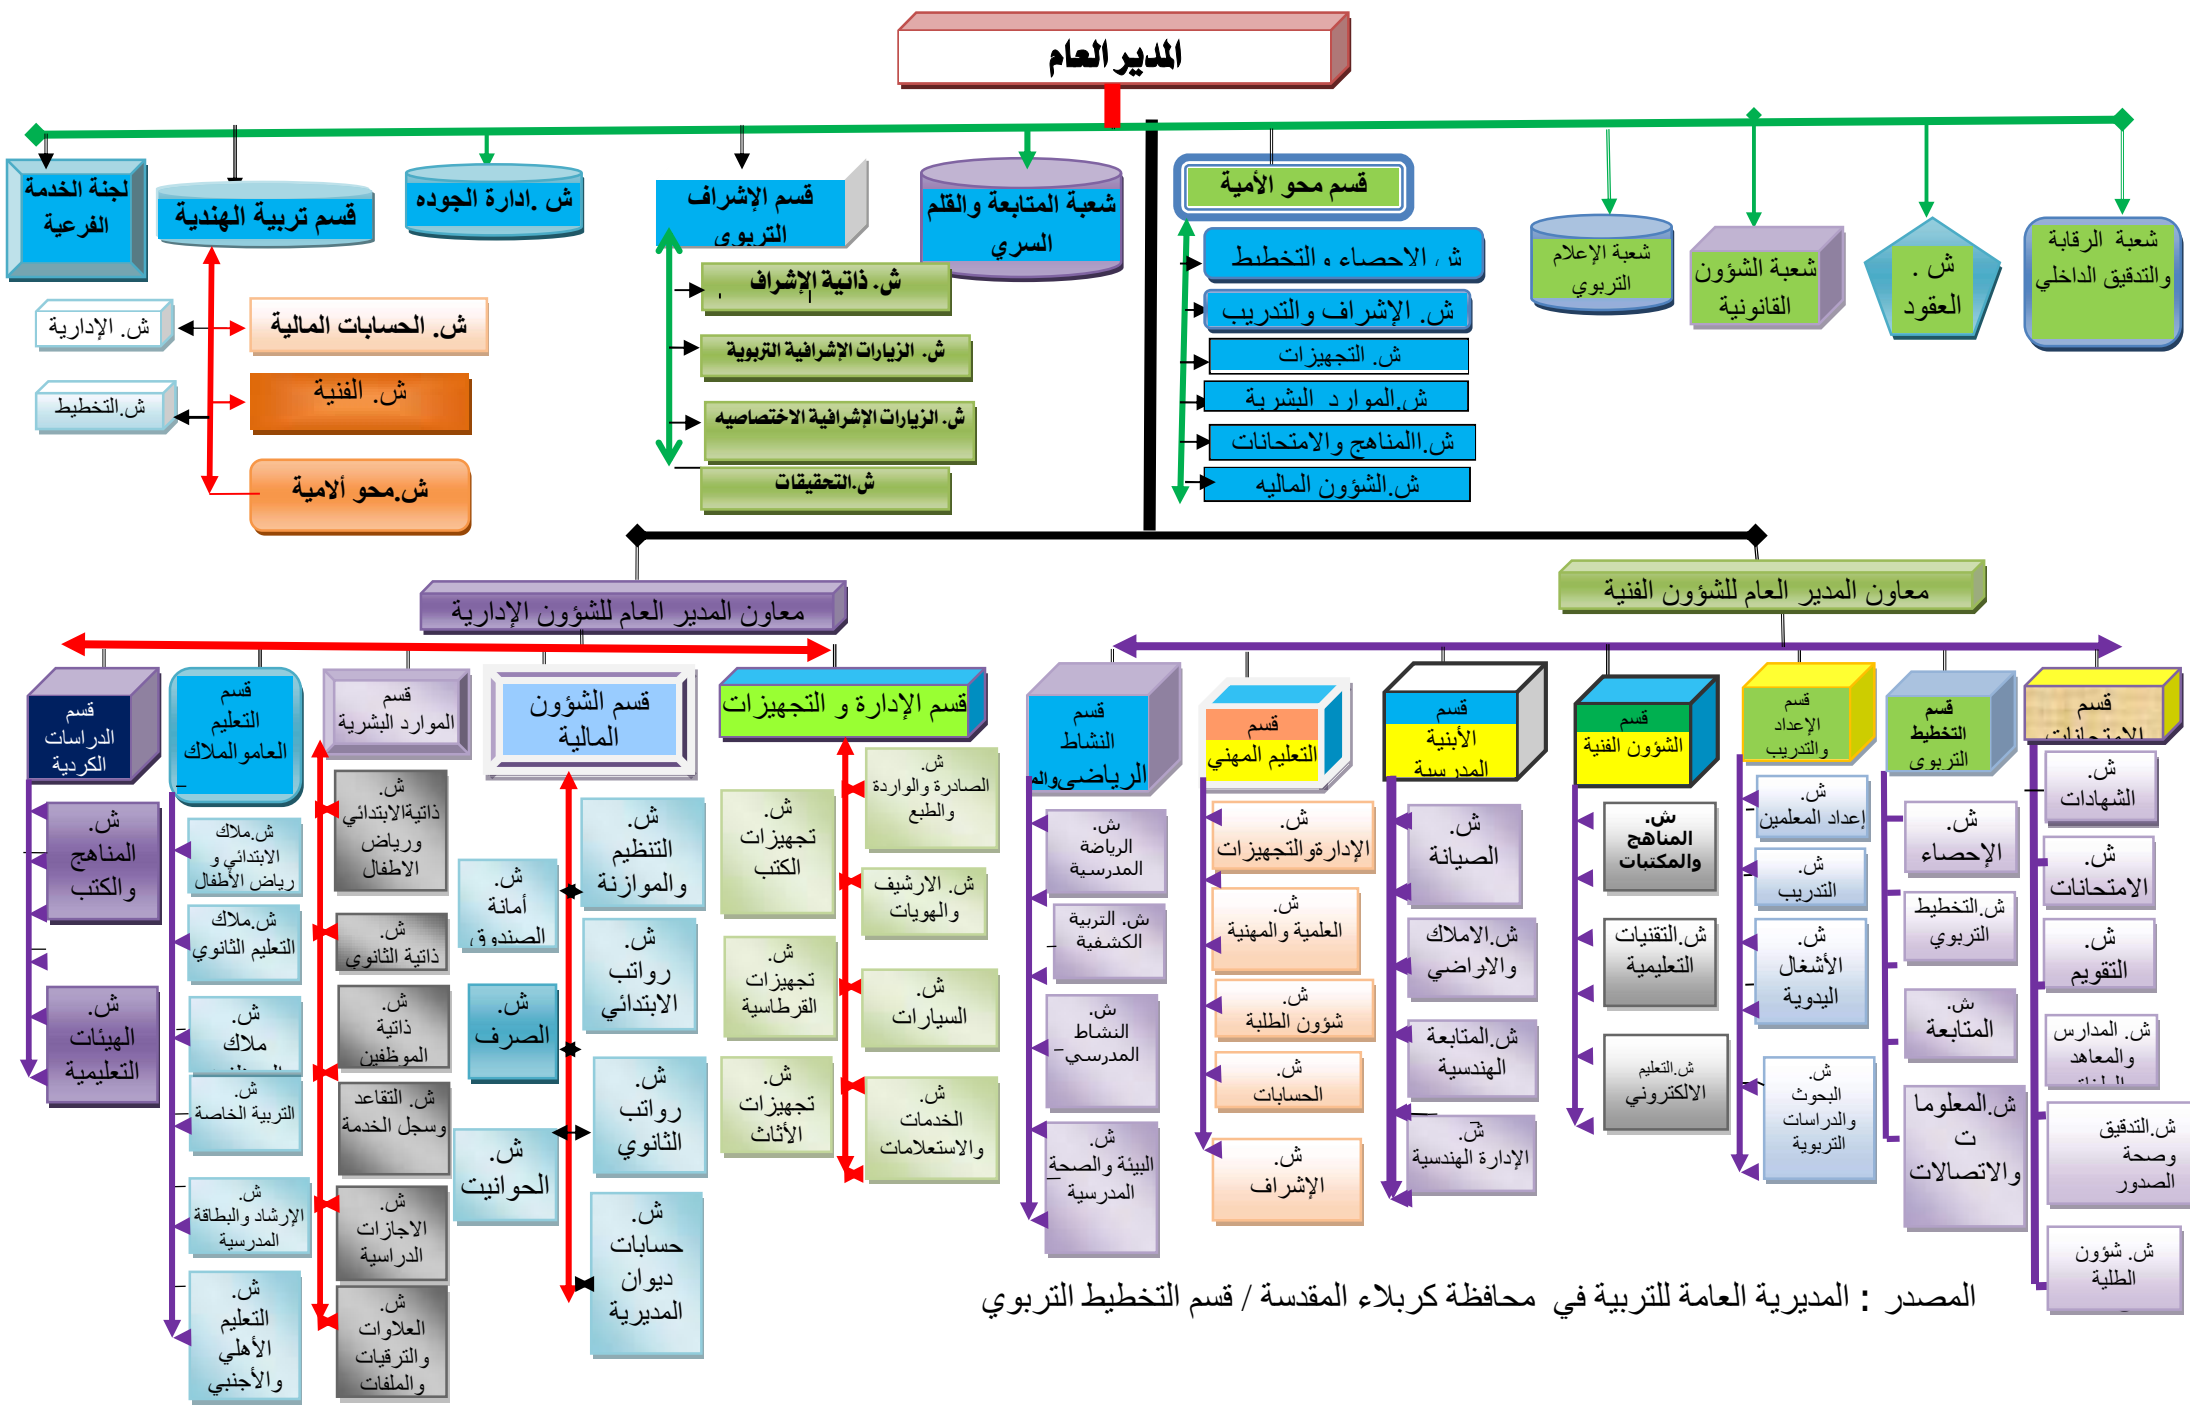 المدير العام
شعبة الرقابة
والتدقيق الداخلي
ش .
العقود
شعبة الشؤون
القانونية
شعبة الإعلام
التربوي
قسم محو الأمية
ش. الاحصاء و التخطيط
ش. الإشراف والتدريب
ش. التجهيزات
ش.الموارد البشرية
ش.االمناهج والامتحانات
ش.الشؤون الماليه
شعبة المتابعة والقلم
السري
قسم الإشراف
التربوي
ش. ذاتية الإشراف
ش. الزيارات الإشرافية التربوية
ش. الزيارات الإشرافية الاختصاصيه
ش.التحقيقات
ش .ادارة الجوده
قسم تربية الهندية
ش. الحسابات المالية
ش. الفنية
ش.محو ألامية
ش. الإدارية
ش.التخطيط
لجنة الخدمة
الفرعية
معاون المدير العام للشؤون الفنية
قسم
الامتحانات
ش.
الشهادات
ش.
الامتحانات
ش.
التقويم
ش. المدارس
والمعاهد
ش.التدقيق
وصحة
الصدور
ش. شؤون
الطلبة
قسم
التخطيط
التربوي
ش.
الإحصاء
ش.التخطيط
التربوي
ش.
المتابعة
ش.المعلوما
ت
والاتصالات
قسم
الإعداد
والتدريب
ش.
إعداد المعلمين
ش.
التدريب
ش.
الأشغال
اليدوية
ش.
البحوث
والدراسات
التربوية
قسم
الشؤون الفنية
ش.
المناهج
والمكتبات
ش.التقنيات
التعليمية
ش.التعليم
الالكتروني
قسم
الأبنية
المدرسية
ش.
الصيانة
ش.الاملاك
والاراضي
ش.المتابعة
الهندسية
ش.
الإدارة الهندسية
قسم
التعليم المهني
ش.
الإدارةوالتجهيزات
ش.
العلمية والمهنية
ش.
شؤون الطلبة
ش.
الحسابات
ش.
الإشراف
قسم
النشاط
الرياضي والم
ش.
الرياضة
المدرسية
ش. التربية
الكشفية
ش.
النشاط
المدرسي
ش.
البيئة والصحة
المدرسية
معاون المدير العام للشؤون الإدارية
قسم الإدارة و التجهيزات
ش.
الصادرة والواردة
والطبع
ش. الارشيف
والهويات
ش.
السيارات
ش.
الخدمات
والاستعلامات
ش.
تجهيزات
الكتب
ش.
تجهيزات
القرطاسية
ش.
تجهيزات
الأثاث
قسم الشؤون
المالية
ش.
التنظيم
والموازنة
ش.
رواتب
الابتدائي
ش.
رواتب
الثانوي
ش.
حسابات
ديوان
المديرية
ش.
أمانة
الصندوق
ش.
الصرف
ش.
الحوانيت
قسم
الموارد البشرية
ش.
ذاتيةالابتدائي
ورياض
الاطفال
ش.
ذاتية الثانوي
ش.
ذاتية
الموظفين
ش. التقاعد
وسجل الخدمة
ش.
الاجازات
الدراسية
ش.
العلاوات
والترقيات
والملفات
قسم
التعليم
العاموالملاك
ش.ملاك
الابتدائي و
رياض الأطفال
ش.ملاك
التعليم الثانوي
ش.
ملاك
ش.
التربية الخاصة
ش.
الإرشاد والبطاقة
المدرسية
ش.
التعليم
الأهلي
والأجنبي
قسم
الدراسات
الكردية
ش.
المناهج
والكتب
ش.
الهيئات
التعليمية
المصدر : المديرية العامة للتربية في محافظة كربلاء المقدسة / قسم التخطيط التربوي